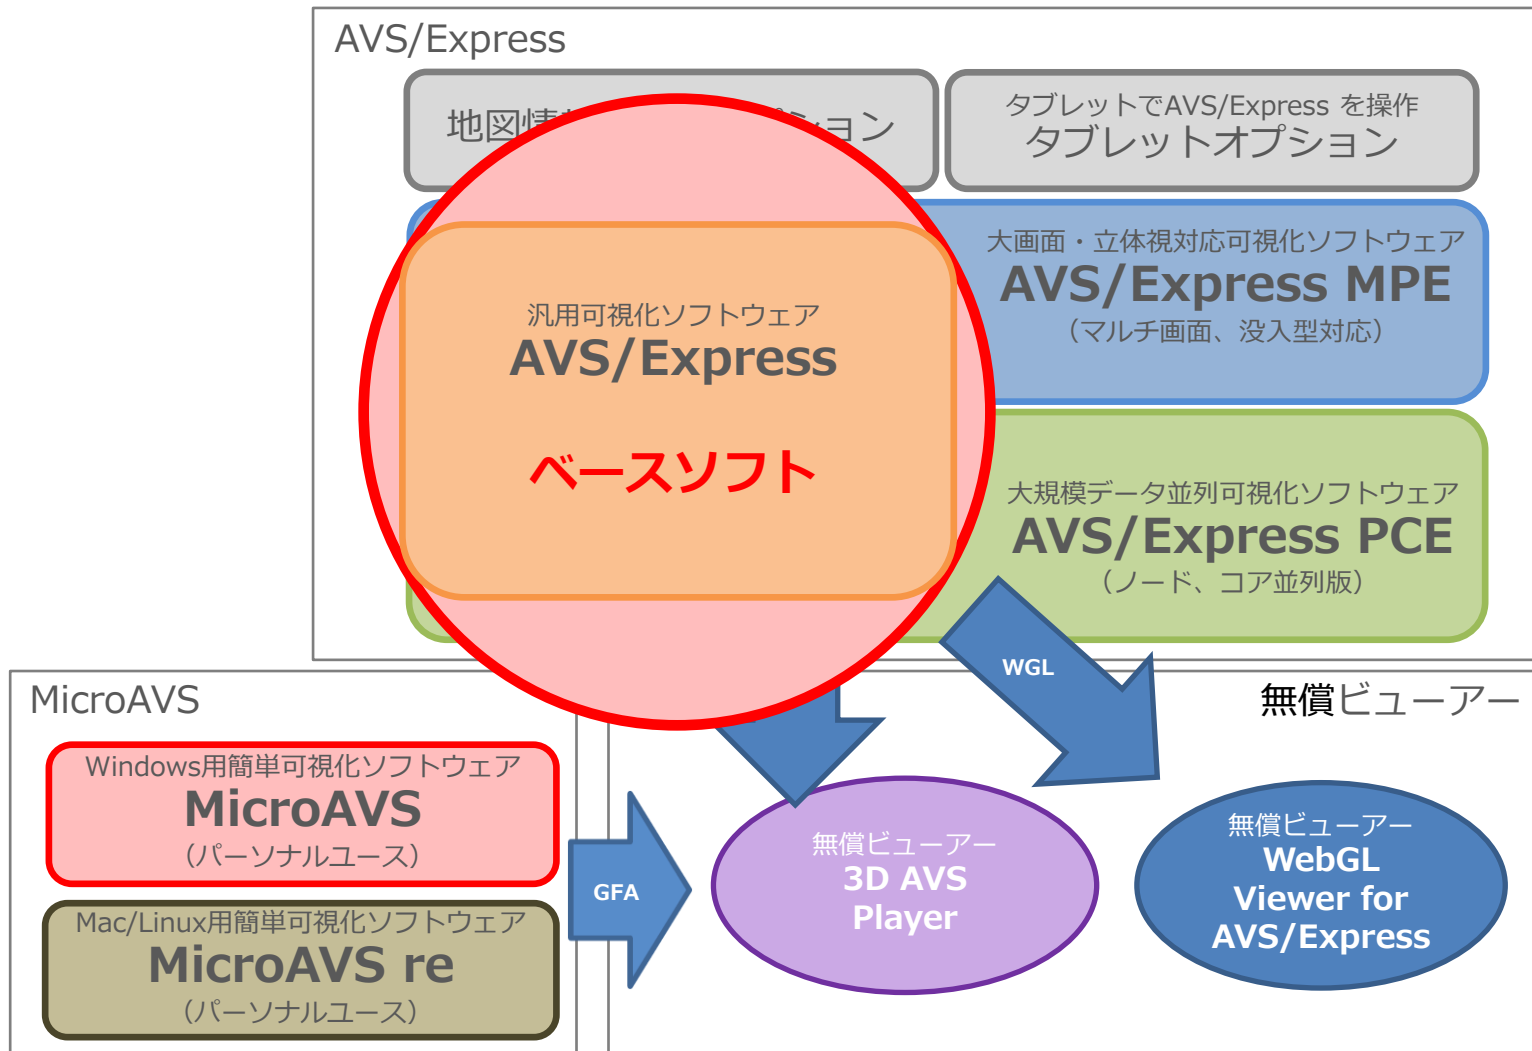 AVS/Express
地図情 プション
タブレットでAVS/Express を操作
タブレットオプション
大画面・立体視対応可視化ソフトウェア
AVS/Express MPE
（マルチ画面、没入型対応）
汎用可視化ソフトウェア
AVS/Express
ベースソフト
大規模データ並列可視化ソフトウェア
AVS/Express PCE
（ノード、コア並列版）
WGL
MicroAVS
無償ビューアー
Windows用簡単可視化ソフトウェア
MicroAVS
（パーソナルユース）
Mac/Linux用簡単可視化ソフトウェア
MicroAVS re
（パーソナルユース）
GFA
無償ビューアー
3D AVS
Player
無償ビューアー
WebGL
Viewer for
AVS/Express